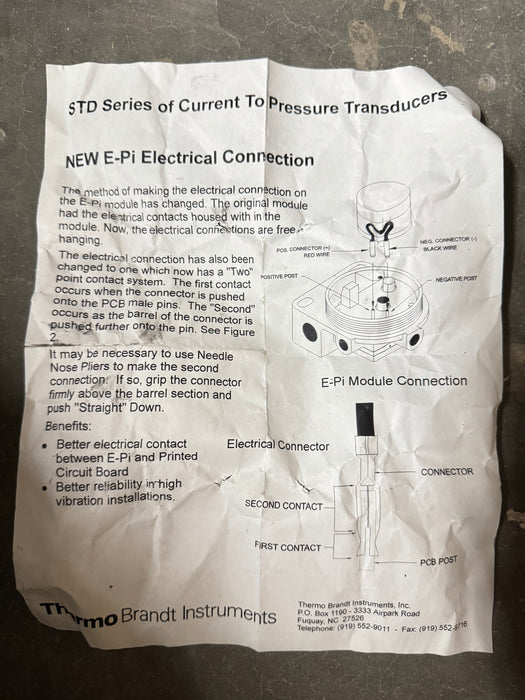 STD Series of Current To Pressure Transducers
NEW E-Pi Electrical Connection
The method of making the electrical connection on
the E-Pi module has changed. The original module
had the electrical contacts housed with in the
module. Now, the electrical connections are free
hanging.
The electrical connection has also been
changed to one which now has a "Two"
point contact system. The first contact
occurs when the connector is pushed
onto the PCB male pins. The "Second"
occurs as the barrel of the connector is
pushed further onto the pin. See Figure
2.
It may be necessary to use Needle
Nose Pliers to make the second
connection. If so, grip the connector
firmly above the barrel section and
push "Straight" Down.
Benefits:
• Better electrical contact
between E-Pi and Printed
Circuit Board
• Better reliability in high
vibration installations.
POS. CONNECTOR (+)
RED WIRE
NEG. CONNECTOR (-)
BLACK WIRE
POSITIVE POST
NEGATIVE POST
E-Pi Module Connection
Electrical Connector
CONNECTOR
SECOND CONTACT
FIRST CONTACT
PCB POST
Thermo Brandt Instruments
Thermo Brandt Instruments, Inc.
P.O. Box 1190 - 3333 Airpark Road
Fuquay, NC 27526
Telephone: (919) 552-9011 - Fax: (919) 552-9716